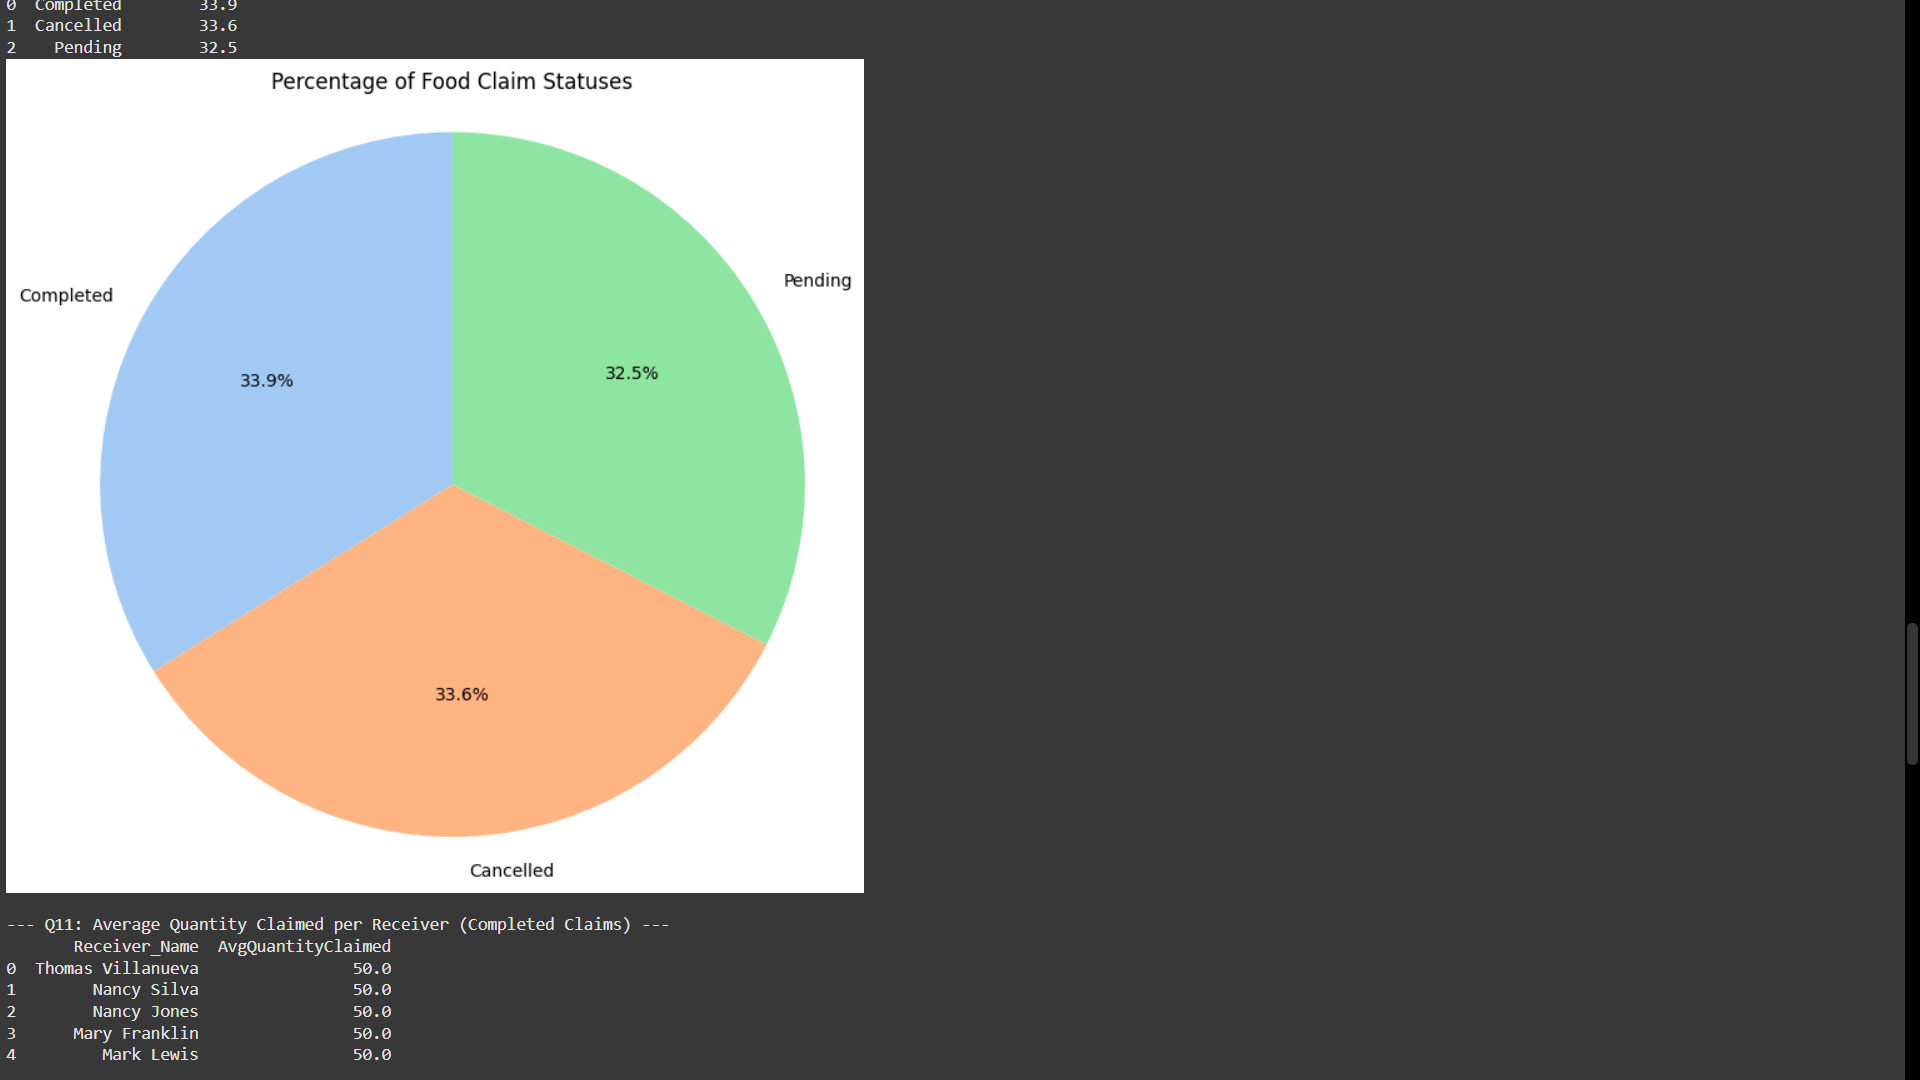 0  Completed        33.9
1  Cancelled        33.6
2    Pending        32.5
Percentage of Food Claim Statuses
Pending
Completed
32.5%
33.9%
33.6%
Cancelled
--- Q11: Average Quantity Claimed per Receiver (Completed Claims) ---
       Receiver_Name  AvgQuantityClaimed
0  Thomas Villanueva                50.0
1        Nancy Silva                50.0
2        Nancy Jones                50.0
3      Mary Franklin                50.0
4         Mark Lewis                50.0